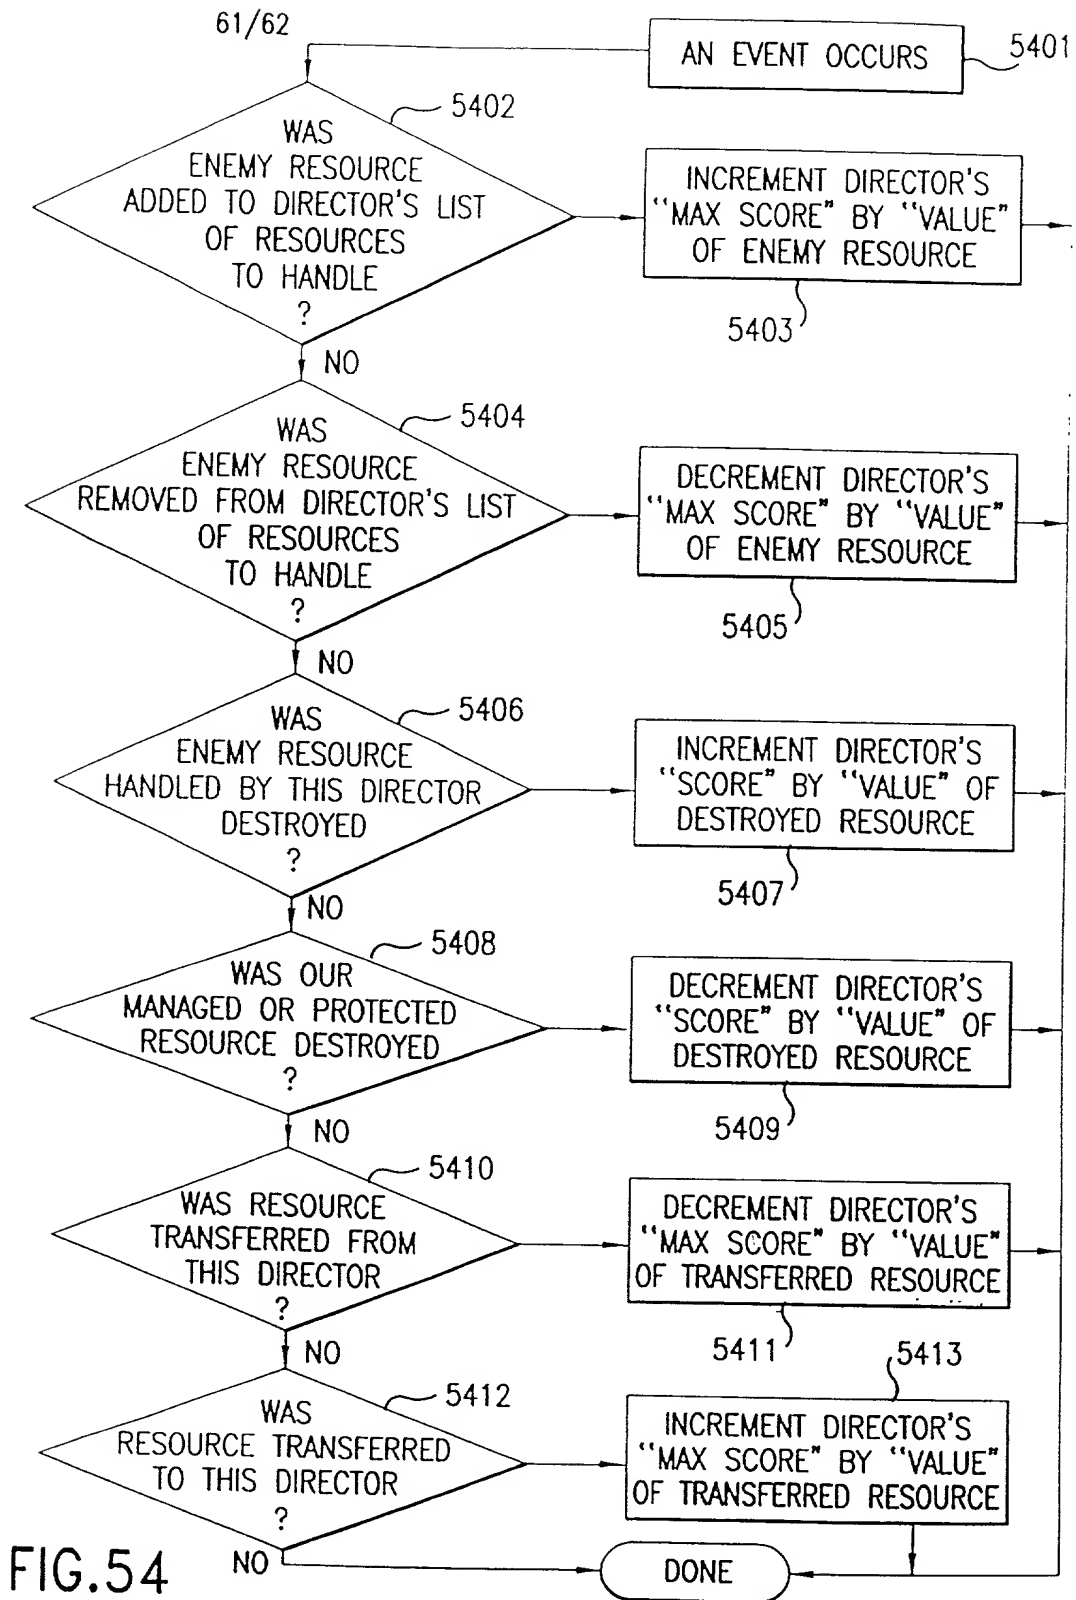 61/62
AN EVENT OCCURS
5401
5402
WAS
ENEMY RESOURCE
ADDED TO DIRECTOR'S LIST
OF RESOURCES
TO HANDLE
?
INCREMENT DIRECTOR'S
"MAX SCORE" BY "VALUE"
OF ENEMY RESOURCE
5403
NO
5404
WAS
ENEMY RESOURCE
REMOVED FROM DIRECTOR'S LIST
OF RESOURCES
TO HANDLE
?
DECREMENT DIRECTOR'S
"MAX SCORE" BY "VALUE"
OF ENEMY RESOURCE
5405
NO
5406
WAS
ENEMY RESOURCE
HANDLED BY THIS DIRECTOR
DESTROYED
?
INCREMENT DIRECTOR'S
"SCORE" BY "VALUE" OF
DESTROYED RESOURCE
5407
NO
5408
WAS OUR
MANAGED OR PROTECTED
RESOURCE DESTROYED
?
DECREMENT DIRECTOR'S
"SCORE" BY "VALUE" OF
DESTROYED RESOURCE
5409
NO
5410
WAS RESOURCE
TRANSFERRED FROM
THIS DIRECTOR
?
DECREMENT DIRECTOR'S
"MAX SCORE" BY "VALUE"
OF TRANSFERRED RESOURCE
5411
NO
5412
WAS
RESOURCE TRANSFERRED
TO THIS DIRECTOR
?
5413
INCREMENT DIRECTOR'S
"MAX SCORE" BY "VALUE"
OF TRANSFERRED RESOURCE
NO
DONE
FIG.54